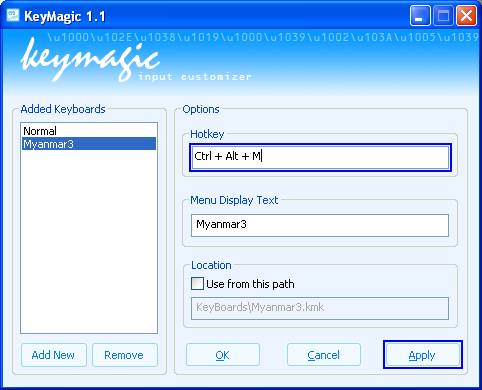 KeyMagic 1.1
\u1000\u102E\u1038\u1019\u1000\u1039\u1002\u103A\u1005\u1039
keymagic
input customizer
Added Keyboards
Normal
Myanmar3
Add New
Remove
Options
Hotkey
Ctrl + Alt + M
Menu Display Text
Myanmar3
Location
Use from this path
KeyBoards\Myanmar3.kmk
OK
Cancel
Apply